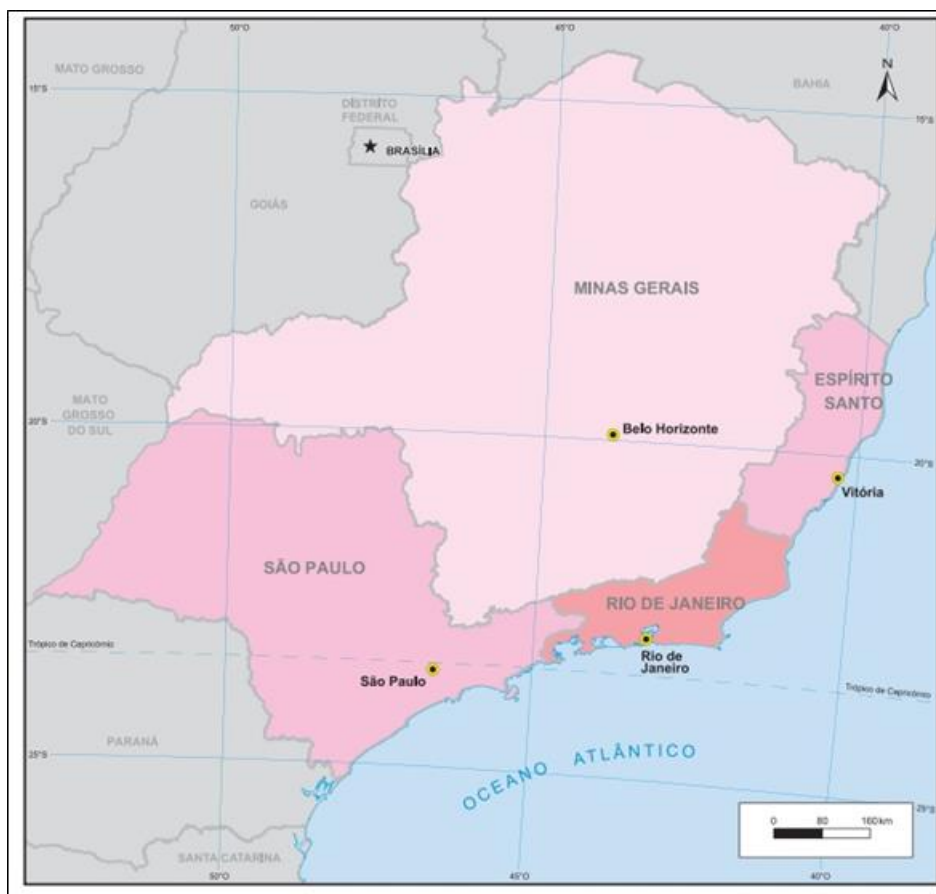 50°O
45°O
40°O
MATO GROSSO
BAHIA
N
15°S
15°S
DISTRITO
FEDERAL
BRASÍLIA
GOIÁS
MINAS GERAIS
MATO
GROSSO
DO SUL
ESPÍRITO
SANTO
20°S
Belo Horizonte
20°S
Vitória
SÃO PAULO
RIO DE JANEIRO
Trópico de Capricórnio
São Paulo
Rio de
Janeiro
Trópico de Capricórnio
PARANÁ
25°S
OCEANO ATLÂNTICO
25°S
0 80 160km
SANTA CATARINA
50°O
45°O
40°O